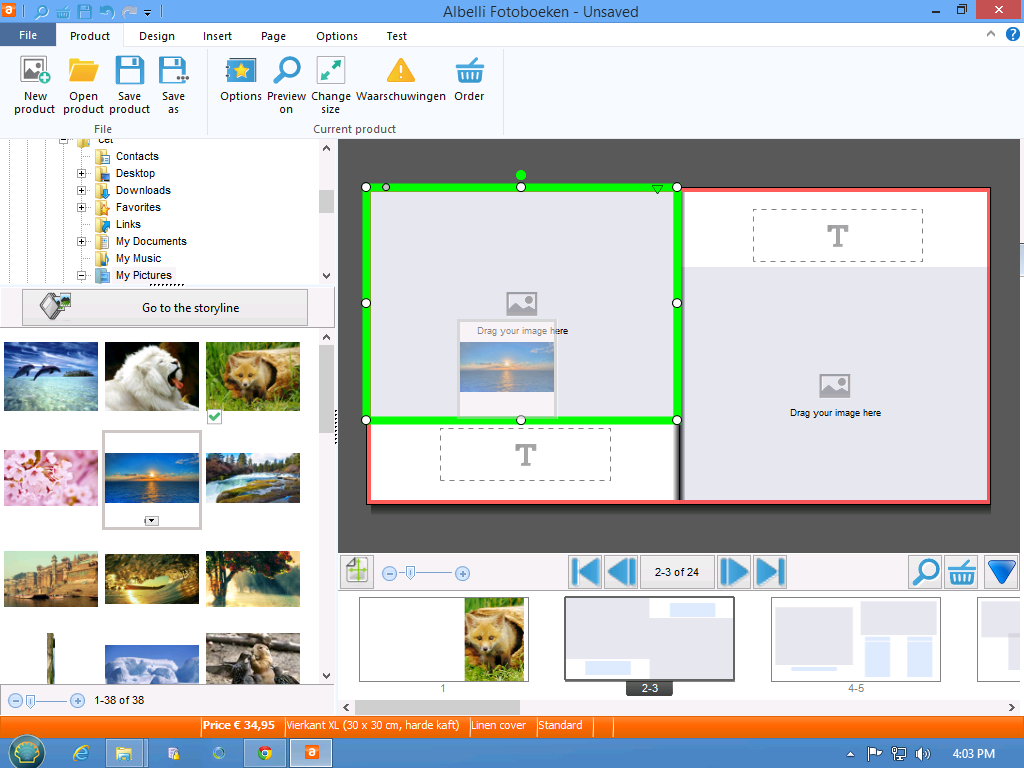 Albelli Fotoboeken - Unsaved
File
Product
Design
Insert
Page
Options
Test
New product
Open product
Save product
Save as
Options
Preview on
Change size
Waarschuwingen
Order
File
Current product
Cet
Contacts
Desktop
Downloads
Favorites
Links
My Documents
My Music
My Pictures
Go to the storyline
Drag your image here
T
T
Drag your image here
2-3 of 24
1
2-3
4-5
1-38 of 38
Price € 34,95
Vierkant XL (30 x 30 cm, harde kaft)
Linen cover
Standard
4:03 PM